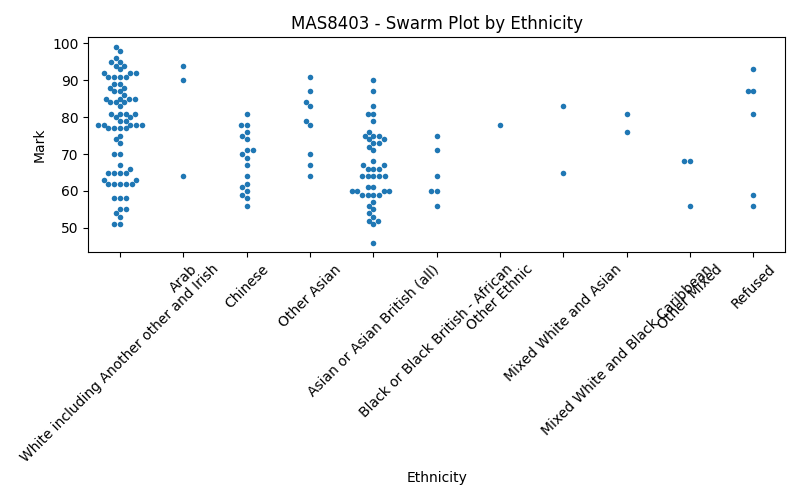 MAS8403 - Swarm Plot by Ethnicity
Mark
100
90
80
70
60
50
White including Another other and Irish
Arab
Chinese
Other Asian
Asian or Asian British (all)
Black or Black British - African
Other Ethnic
Mixed White and Asian
Mixed White and Black Caribbean
Other Mixed
Refused
Ethnicity